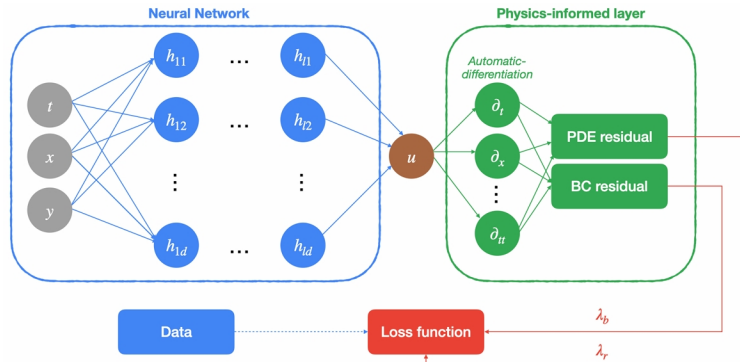 Neural Network
Physics-informed layer
Automatic-
differentiation
t
x
y
h₁₁
...
hₗ₁
h₁₂
...
hₗ₂
h₁d
...
hₗd
u
∂ₜ
∂ₓ
∂ₜₜ
PDE residual
BC residual
Data
Loss function
λ_b
λᵣ